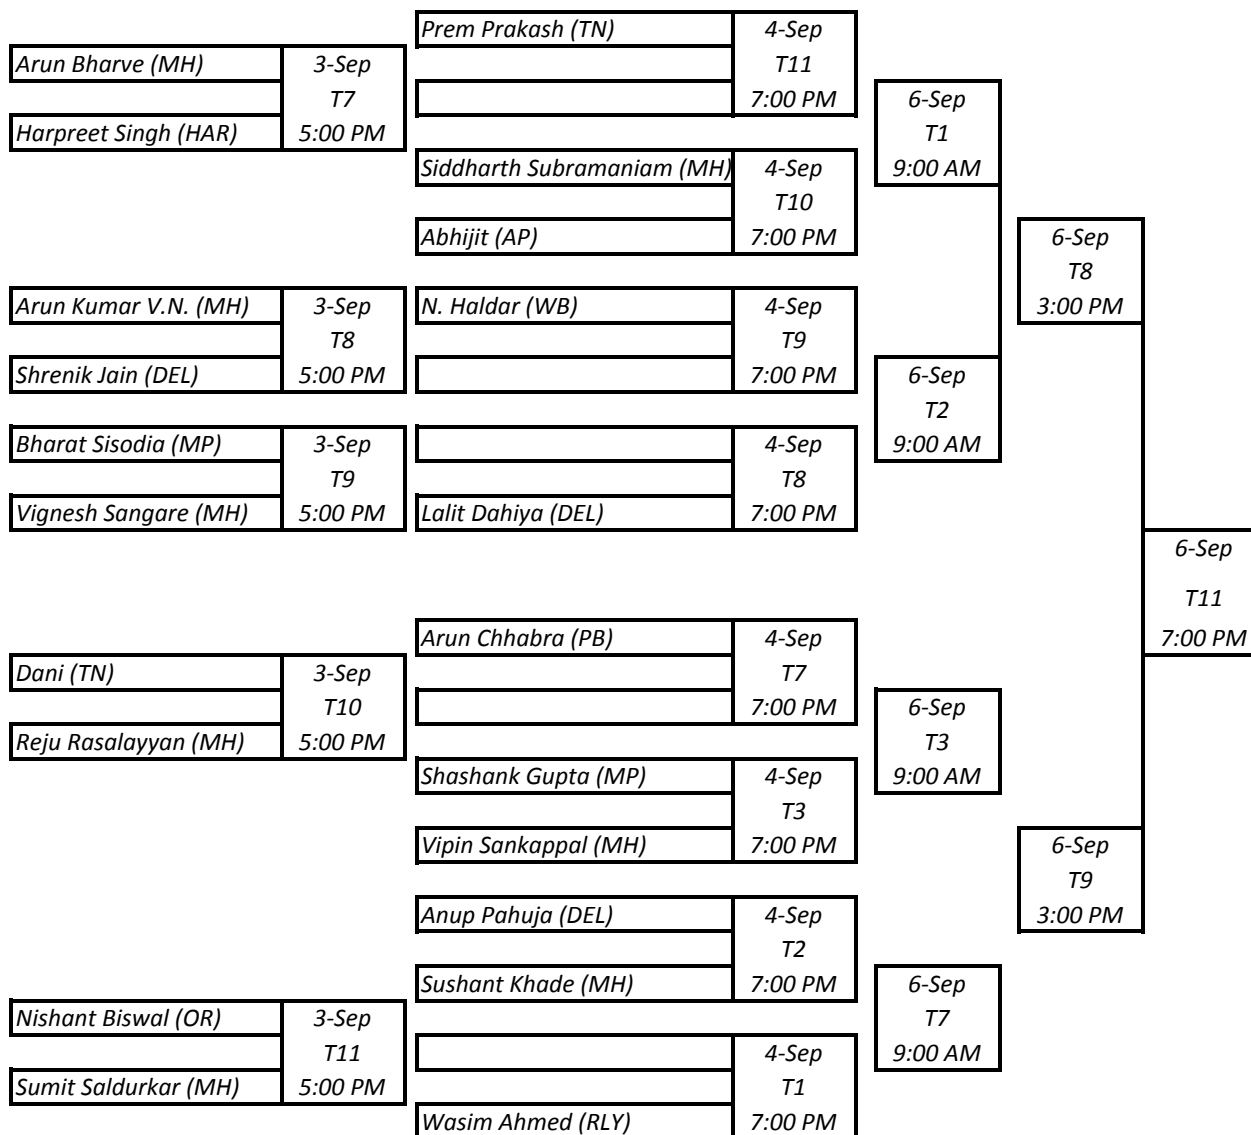 Prem Prakash (TN) 4-Sep
Arun Bharve (MH) 3-Sep T11
T7 7:00 PM 6-Sep
Harpreet Singh (HAR) 5:00 PM T1
Siddharth Subramaniam (MH) 4-Sep 9:00 AM
T10
Abhijit (AP) 7:00 PM 6-Sep
T8
Arun Kumar V.N. (MH) 3-Sep N. Haldar (WB) 4-Sep 3:00 PM
T8 T9
Shrenik Jain (DEL) 5:00 PM 7:00 PM 6-Sep
T2
Bharat Sisodia (MP) 3-Sep 4-Sep 9:00 AM
T9 T8
Vignesh Sangare (MH) 5:00 PM Lalit Dahiya (DEL) 7:00 PM
6-Sep
T11
Arun Chhabra (PB) 4-Sep 7:00 PM
Dani (TN) 3-Sep T7
T10 7:00 PM 6-Sep
Reju Rasalayyan (MH) 5:00 PM T3
Shashank Gupta (MP) 4-Sep 9:00 AM
T3
Vipin Sankappal (MH) 7:00 PM 6-Sep
T9
Anup Pahuja (DEL) 4-Sep 3:00 PM
T2
Sushant Khade (MH) 7:00 PM 6-Sep
Nishant Biswal (OR) 3-Sep T7
T11 4-Sep 9:00 AM
Sumit Saldurkar (MH) 5:00 PM T1
Wasim Ahmed (RLY) 7:00 PM